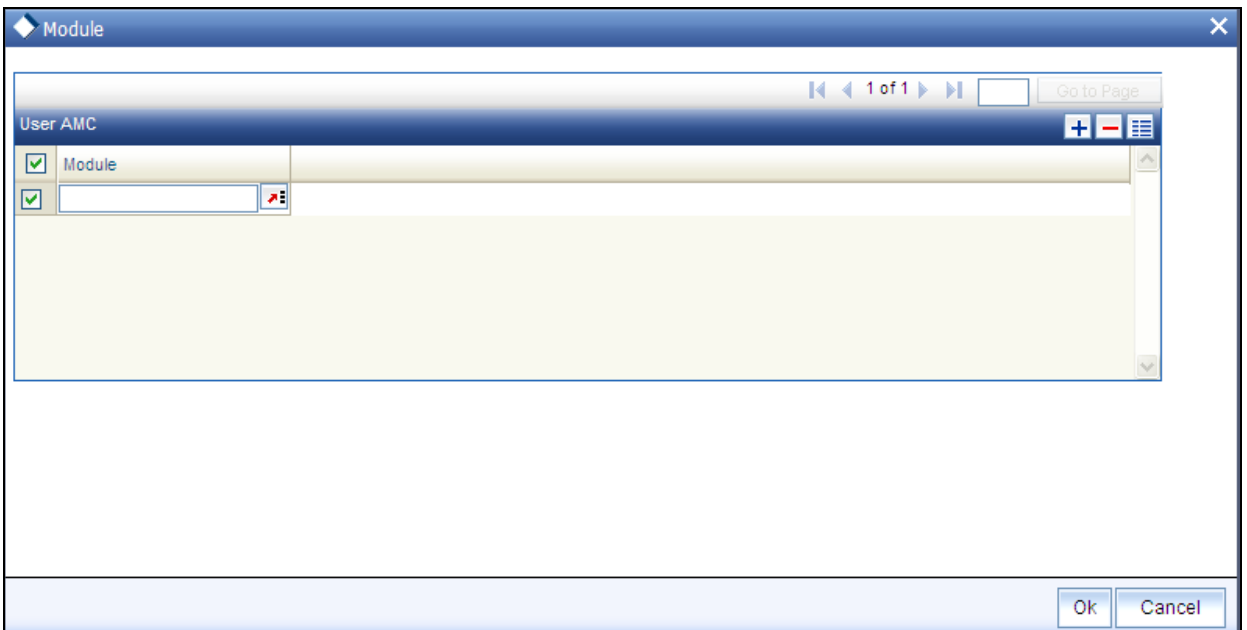 Module
1 of 1
Go to Page
User AMC
Module
Ok
Cancel